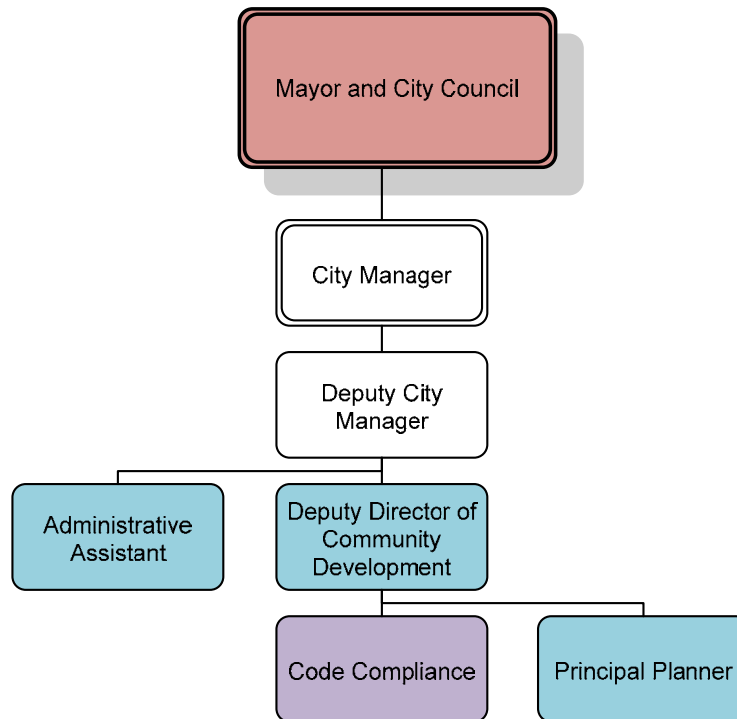 Mayor and City Council
City Manager
Deputy City
Manager
Administrative
Assistant
Deputy Director of
Community
Development
Code Compliance
Principal Planner